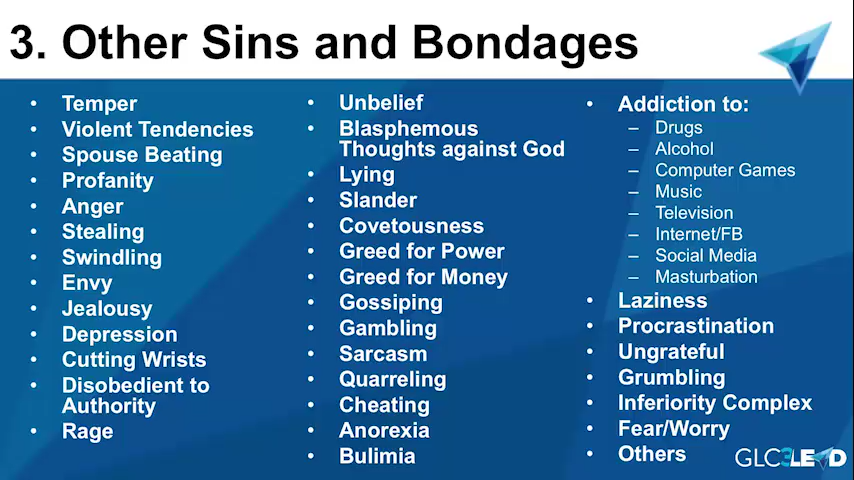 3. Other Sins and Bondages
• Temper
• Violent Tendencies
• Spouse Beating
• Profanity
• Anger
• Stealing
• Swindling
• Envy
• Jealousy
• Depression
• Cutting Wrists
• Disobedient to
Authority
• Rage
• Unbelief
• Blasphemous
Thoughts against God
• Lying
• Slander
• Covetousness
• Greed for Power
• Greed for Money
• Gossiping
• Gambling
• Sarcasm
• Quarreling
• Cheating
• Anorexia
• Bulimia
• Addiction to:
– Drugs
– Alcohol
– Computer Games
– Music
– Television
– Internet/FB
– Social Media
– Masturbation
• Laziness
• Procrastination
• Ungrateful
• Grumbling
• Inferiority Complex
• Fear/Worry
• Others
GLC3LEAD